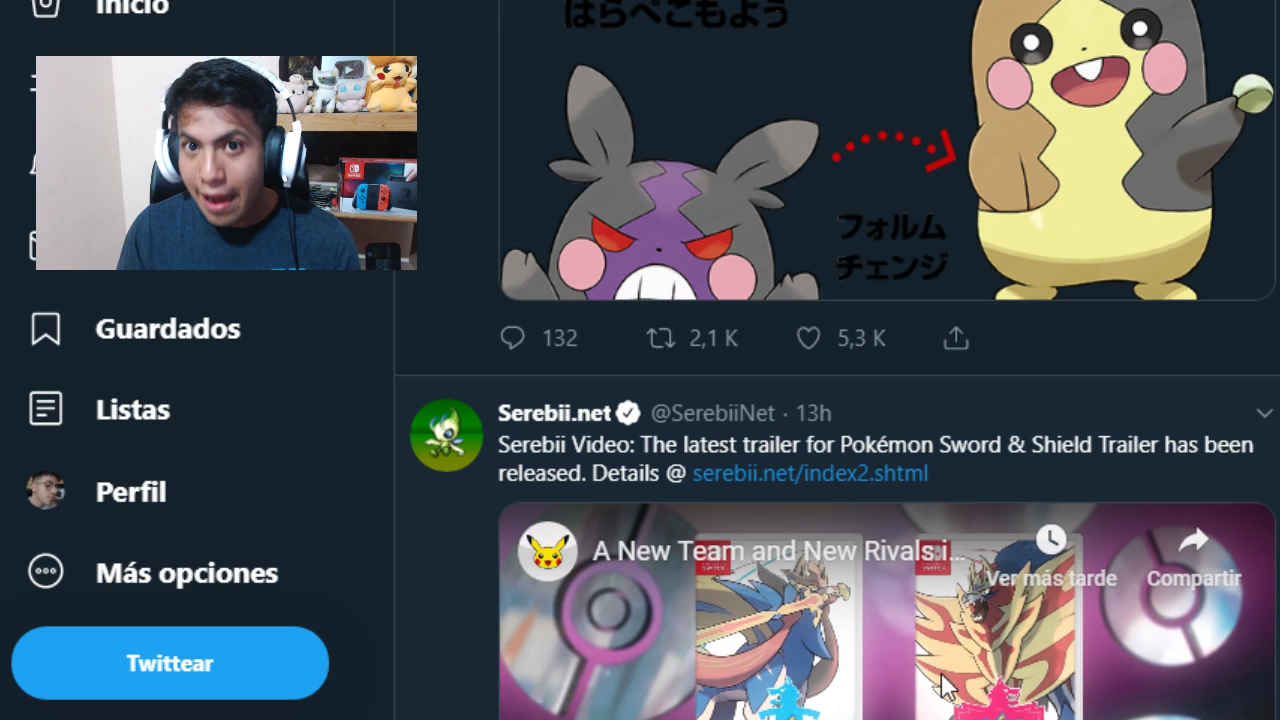 Inicio
はらぺこもよう
フォルム
チェンジ
132 2,1 K 5,3 K
Guardados
Listas
Perfil
Más opciones
Twittear
Serebii.net @SerebiiNet · 13h
Serebii Video: The latest trailer for Pokémon Sword & Shield Trailer has been
released. Details @ serebii.net/index2.shtml
A New Team and New Rivals i...
Ver más tarde Compartir